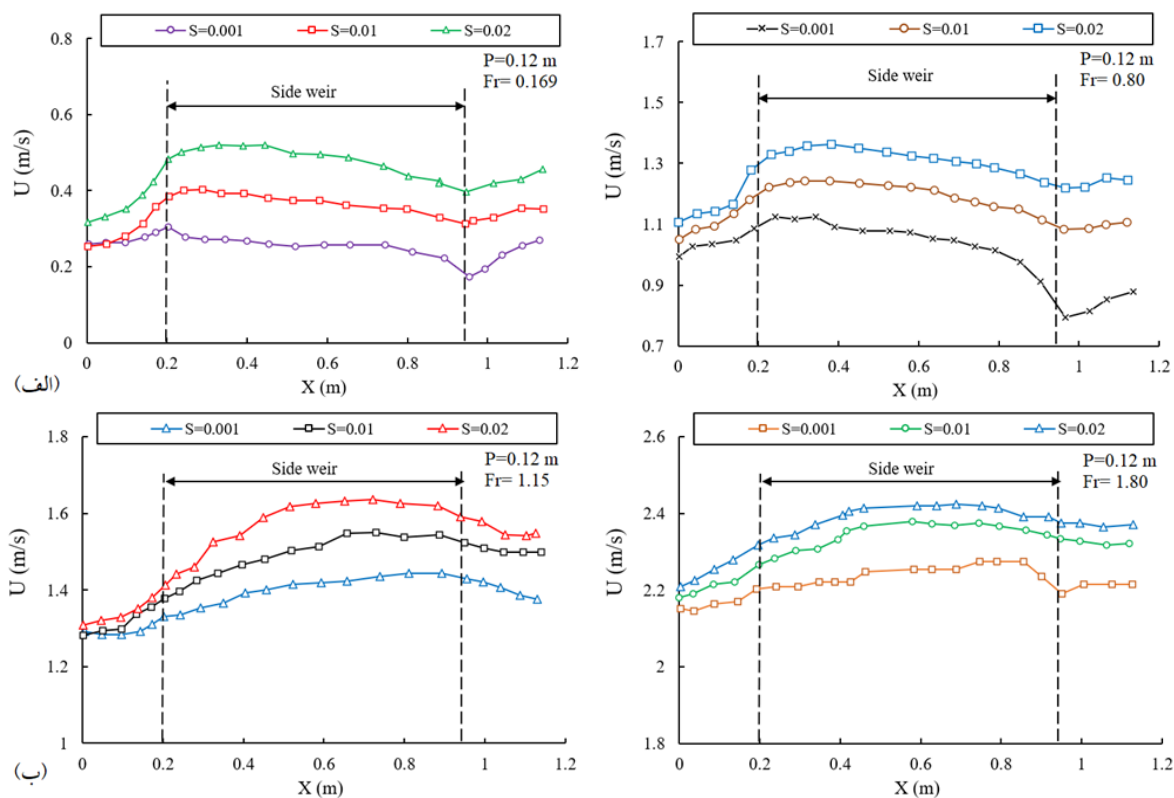 S=0.001 S=0.01 S=0.02
P=0.12 m
Fr = 0.169
Side weir
U (m/s)
0.8
0.6
0.4
0.2
0
0 0.2 0.4 0.6 0.8 1 1.2
X (m)
(الف)
S=0.001 S=0.01 S=0.02
P=0.12 m
Fr= 0.80
Side weir
U (m/s)
1.7
1.5
1.3
1.1
0.9
0.7
0 0.2 0.4 0.6 0.8 1 1.2
X (m)
S=0.001 S=0.01 S=0.02
P=0.12 m
Fr= 1.15
Side weir
U (m/s)
1.8
1.6
1.4
1.2
1
0 0.2 0.4 0.6 0.8 1 1.2
X (m)
(ب)
S=0.001 S=0.01 S=0.02
P=0.12 m
Fr= 1.80
Side weir
U (m/s)
2.6
2.4
2.2
2
1.8
0 0.2 0.4 0.6 0.8 1 1.2
X (m)